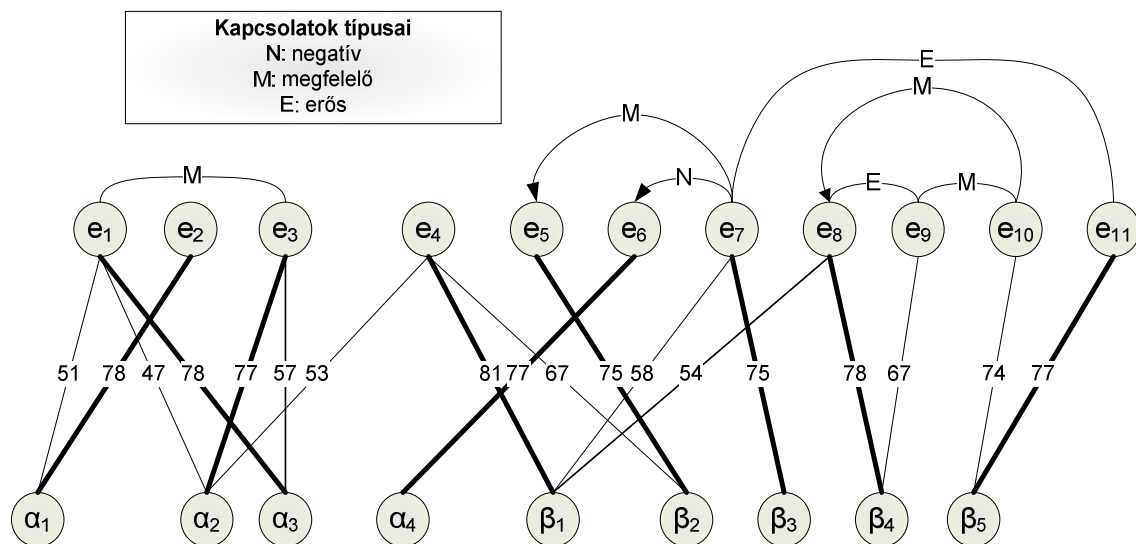 Kapcsolatok típusai
N: negatív
M: megfelelő
E: erős
E
M
M
M
N
E
M
e1 e2 e3 e4 e5 e6 e7 e8 e9 e10 e11
51 78 47 78 77 57 53 81 77 67 75 58 54 75 78 67 74 77
α1 α2 α3 α4 β1 β2 β3 β4 β5